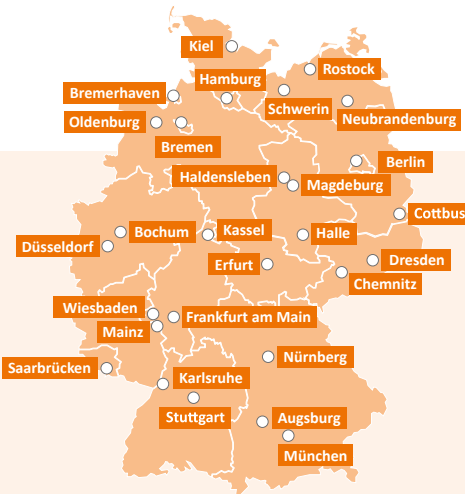 Kiel
Rostock
Hamburg
Bremerhaven
Schwerin
Oldenburg
Neubrandenburg
Bremen
Berlin
Haldensleben
Magdeburg
Cottbus
Bochum
Kassel
Halle
Düsseldorf
Erfurt
Dresden
Chemnitz
Wiesbaden
Frankfurt am Main
Mainz
Nürnberg
Saarbrücken
Karlsruhe
Stuttgart
Augsburg
München